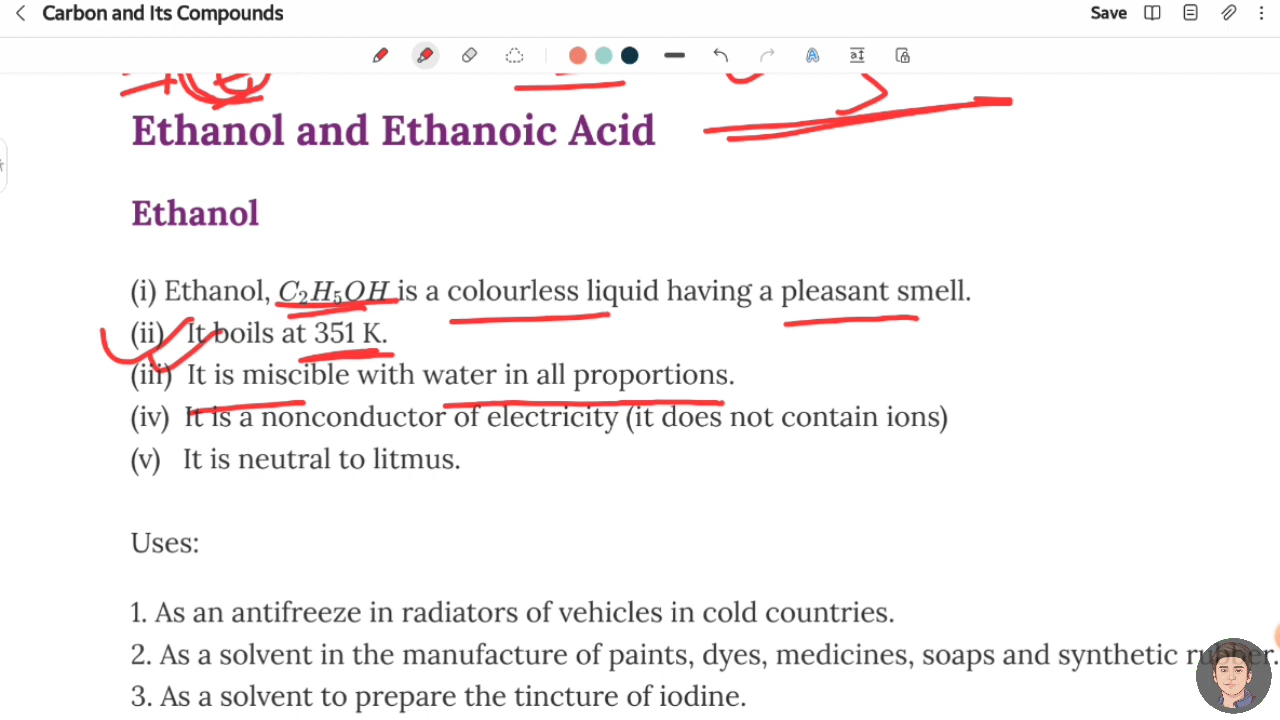 Carbon and Its Compounds
Save
Ethanol and Ethanoic Acid
Ethanol
(i) Ethanol, C₂H₅OH is a colourless liquid having a pleasant smell.
(ii) It boils at 351 K.
(iii) It is miscible with water in all proportions.
(iv) It is a nonconductor of electricity (it does not contain ions)
(v) It is neutral to litmus.
Uses:
1. As an antifreeze in radiators of vehicles in cold countries.
2. As a solvent in the manufacture of paints, dyes, medicines, soaps and synthetic rubber.
3. As a solvent to prepare the tincture of iodine.